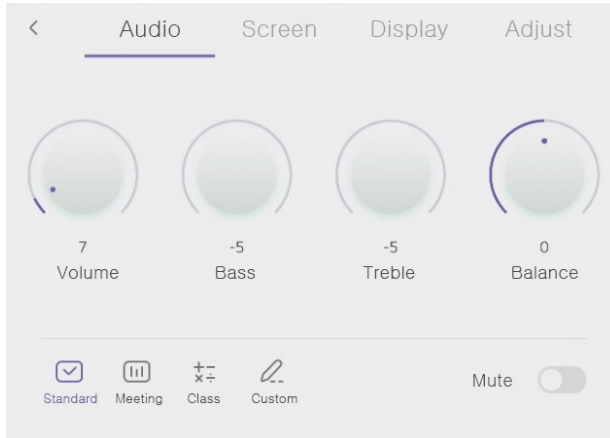 Audio Screen Display Adjust
7 -5 -5 0
Volume Bass Treble Balance
Standard Meeting Class Custom Mute